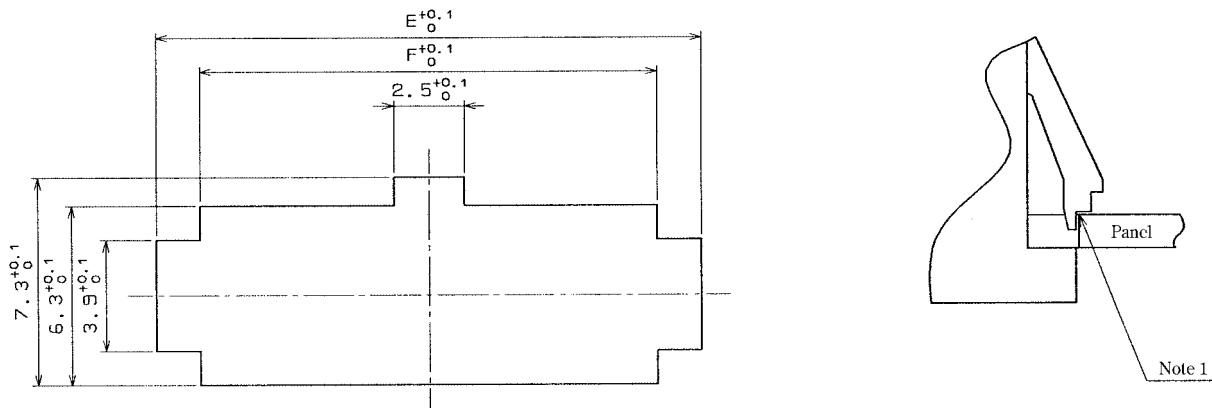 E +0.1 0
F +0.1 0
2.5 +0.1 0
7.3 +0.1 0
6.3 +0.1 0
3.9 +0.1 0
Panel
Note 1